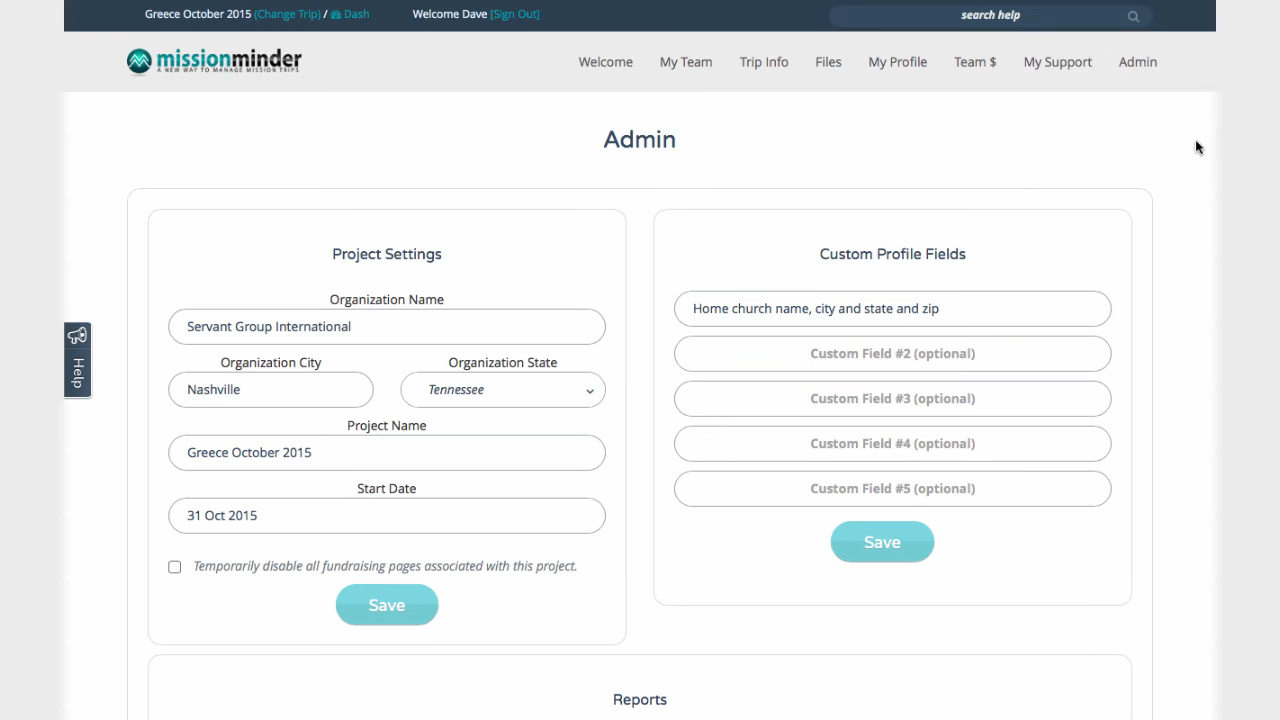 Greece October 2015 (Change Trip) / Dash
Welcome Dave [Sign Out]
search help
missionminder
A NEW WAY TO MANAGE MISSION TRIPS
Welcome
My Team
Trip Info
Files
My Profile
Team $
My Support
Admin
Admin
Help
Project Settings
Organization Name
Servant Group International
Organization City
Organization State
Nashville
Tennessee
Project Name
Greece October 2015
Start Date
31 Oct 2015
Temporarily disable all fundraising pages associated with this project.
Save
Custom Profile Fields
Home church name, city and state and zip
Custom Field #2 (optional)
Custom Field #3 (optional)
Custom Field #4 (optional)
Custom Field #5 (optional)
Save
Reports